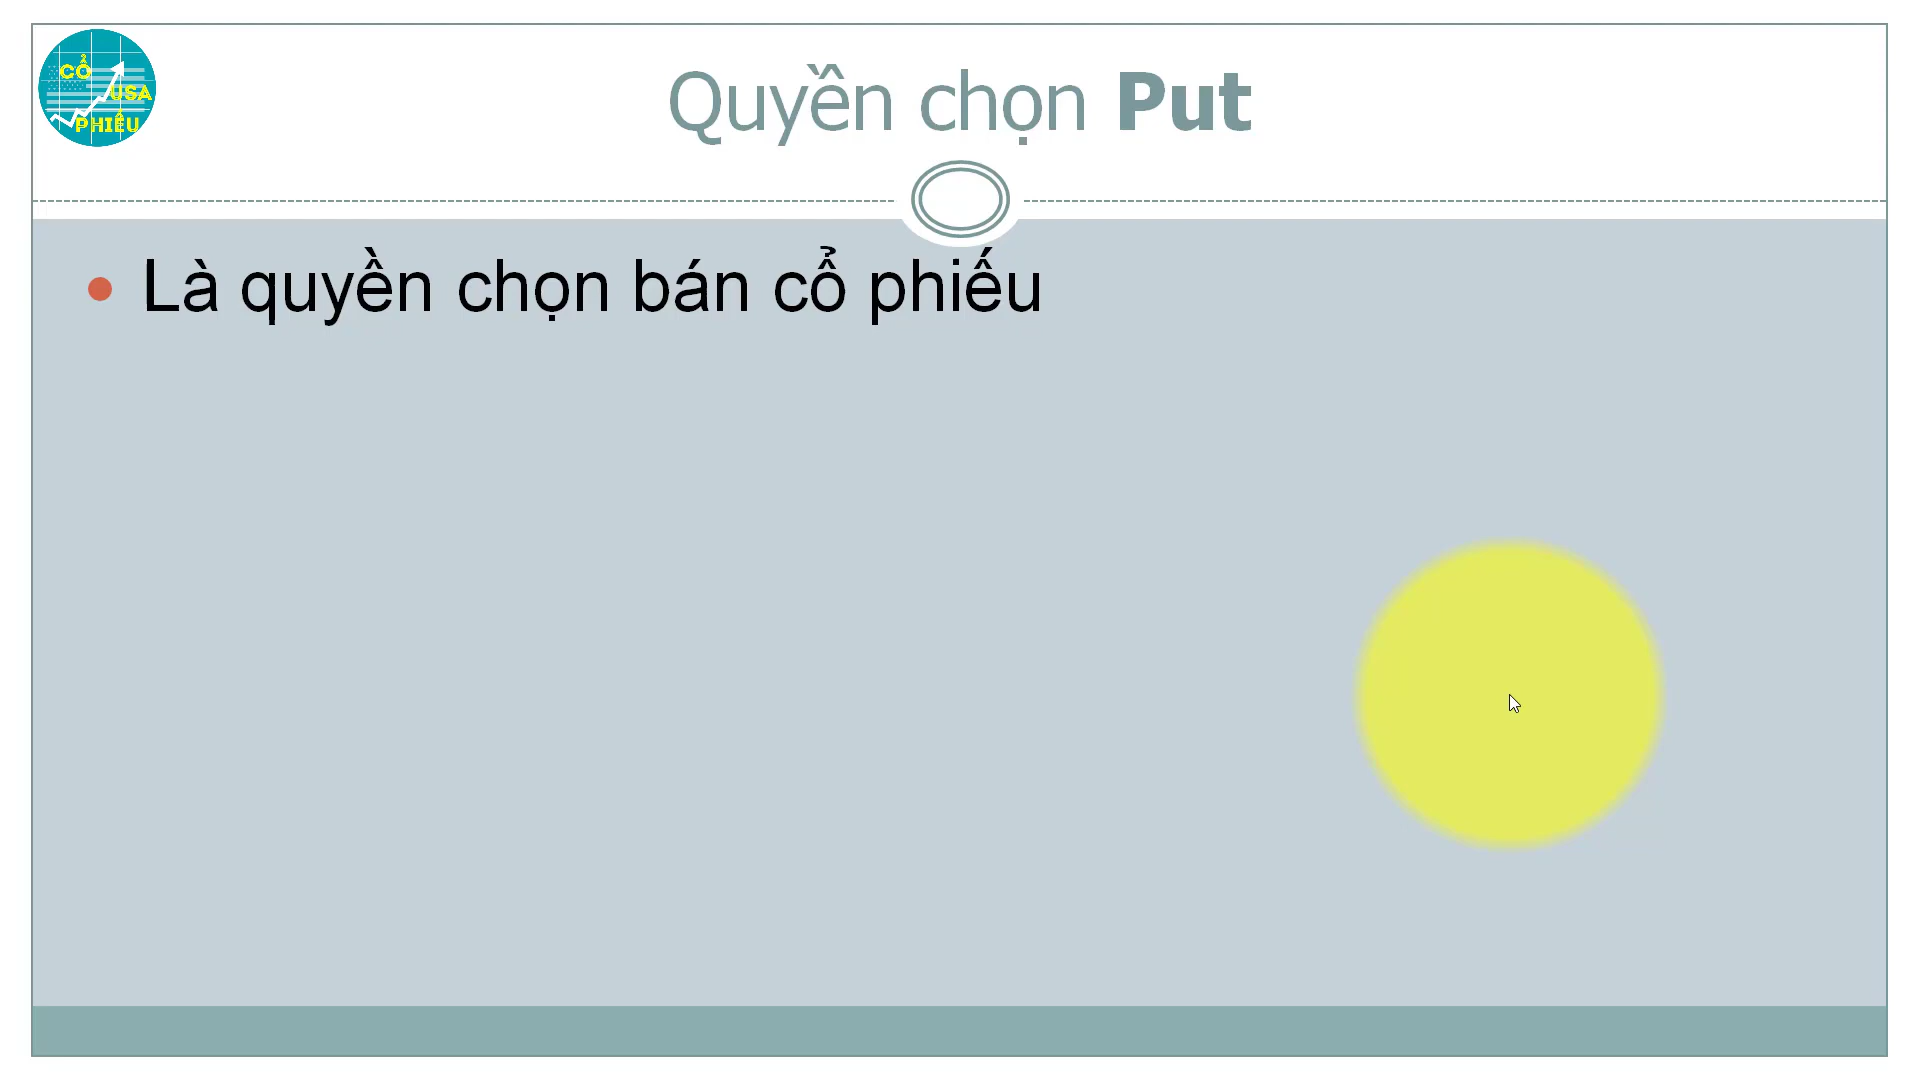 CỔ
USA
PHIẾU
Quyền chọn Put
Là quyền chọn bán cổ phiếu